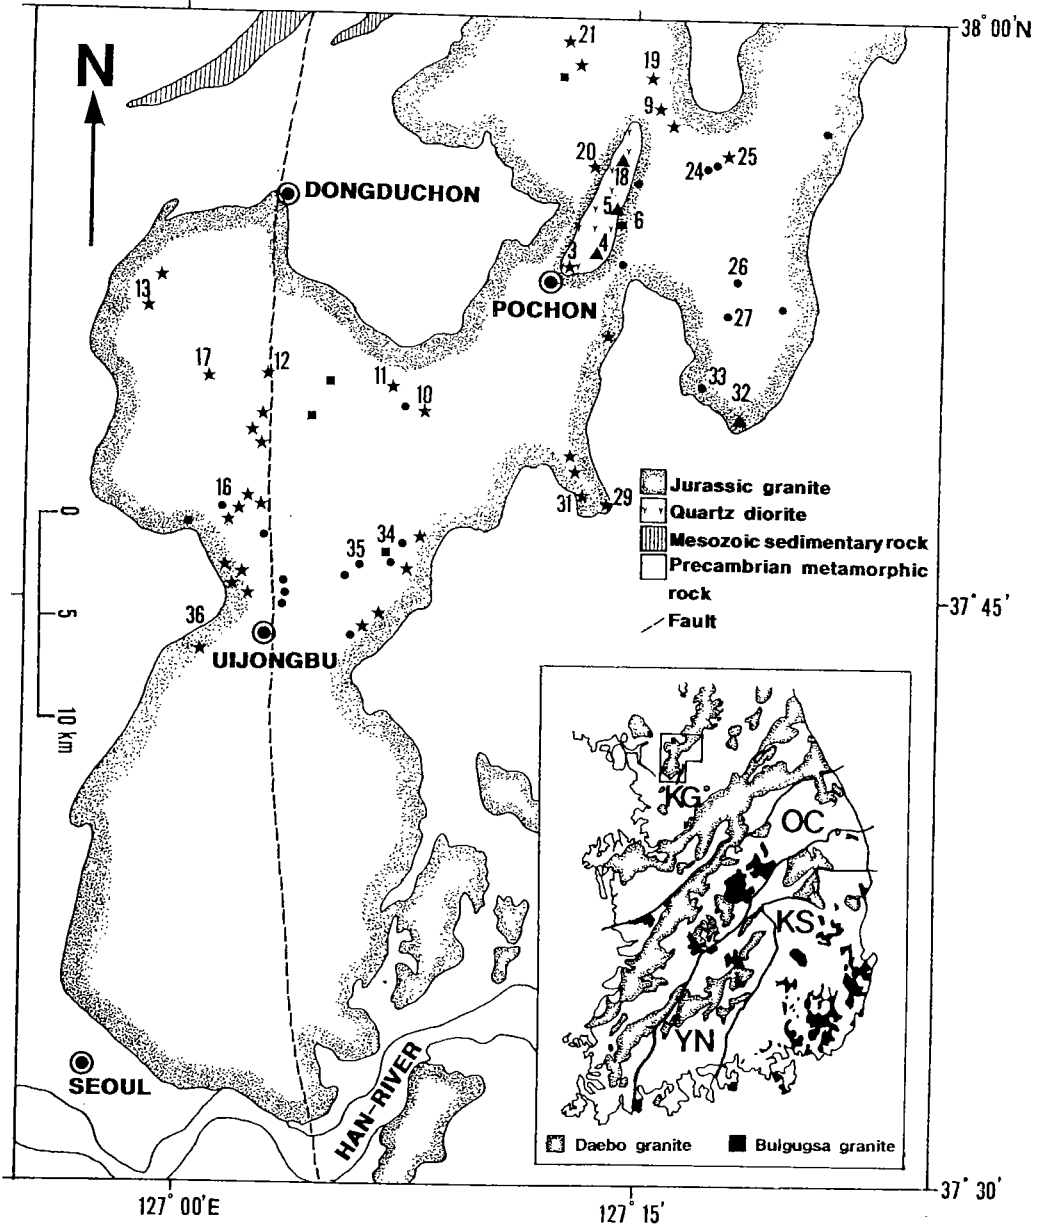 38° 00'N
N
21
19
9
20
18
24
25
DONGDUCHON
5
6
3
4
POCHON
13
26
27
17
12
11
10
33
32
16
31
29
34
35
36
UIJONGBU
0
5
10 km
Jurassic granite
Quartz diorite
Mesozoic sedimentary rock
Precambrian metamorphic
rock
Fault
37° 45'
KG
OC
KS
YN
Daebo granite
Bulgugsa granite
SEOUL
HAN-RIVER
37° 30'
127° 00'E
127° 15'